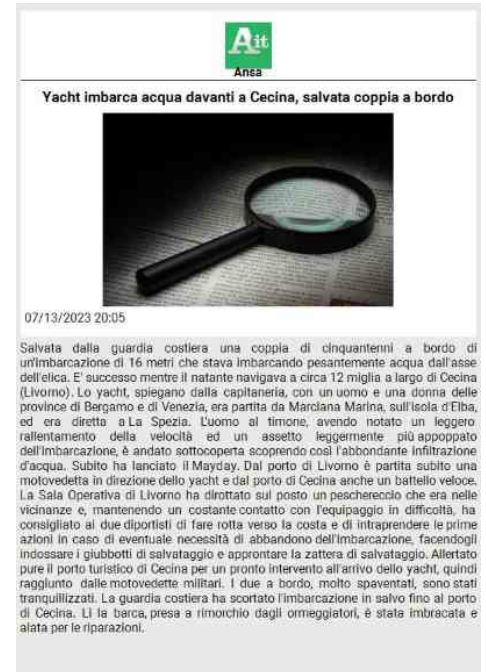 Ait
Ansa
Yacht imbarca acqua davanti a Cecina, salvata coppia a bordo
07/13/2023 20:05
Salvata dalla guardia costiera una coppia di cinquantenni a bordo di
un'imbarcazione di 16 metri che stava imbarcando pesantemente acqua dall'asse
dell'elica. E' successo mentre il natante navigava a circa 12 miglia a largo di Cecina
(Livorno). Lo yacht, spiegano dalla capitaneria, con un uomo e una donna delle
province di Bergamo e di Venezia, era partita da Marciana Marina, sull'isola d'Elba,
ed era diretta a La Spezia. L'uomo al timone, avendo notato un leggero
rallentamento della velocità ed un assetto leggermente più appoppato
dell'imbarcazione, è andato sottocoperta scoprendo così l'abbondante infiltrazione
d'acqua. Subito ha lanciato il Mayday. Dal porto di Livorno è partita subito una
motovedetta in direzione dello yacht e dal porto di Cecina anche un battello veloce.
La Sala Operativa di Livorno ha dirottato sul posto un peschereccio che era nelle
vicinanze e, mantenendo un costante contatto con l'equipaggio in difficoltà, ha
consigliato ai due diportisti di fare rotta verso la costa e di intraprendere le prime
azioni in caso di eventuale necessità di abbandono dell'imbarcazione, facendogli
indossare i giubbotti di salvataggio e approntare la zattera di salvataggio. Allertato
pure il porto turistico di Cecina per un pronto intervento all'arrivo dello yacht, quindi
raggiunto dalle motovedette militari. I due a bordo, molto spaventati, sono stati
tranquillizzati. La guardia costiera ha scortato l'imbarcazione in salvo fino al porto
di Cecina. Lì la barca, presa a rimorchio dagli ormeggiatori, è stata imbracata e
alata per le riparazioni.